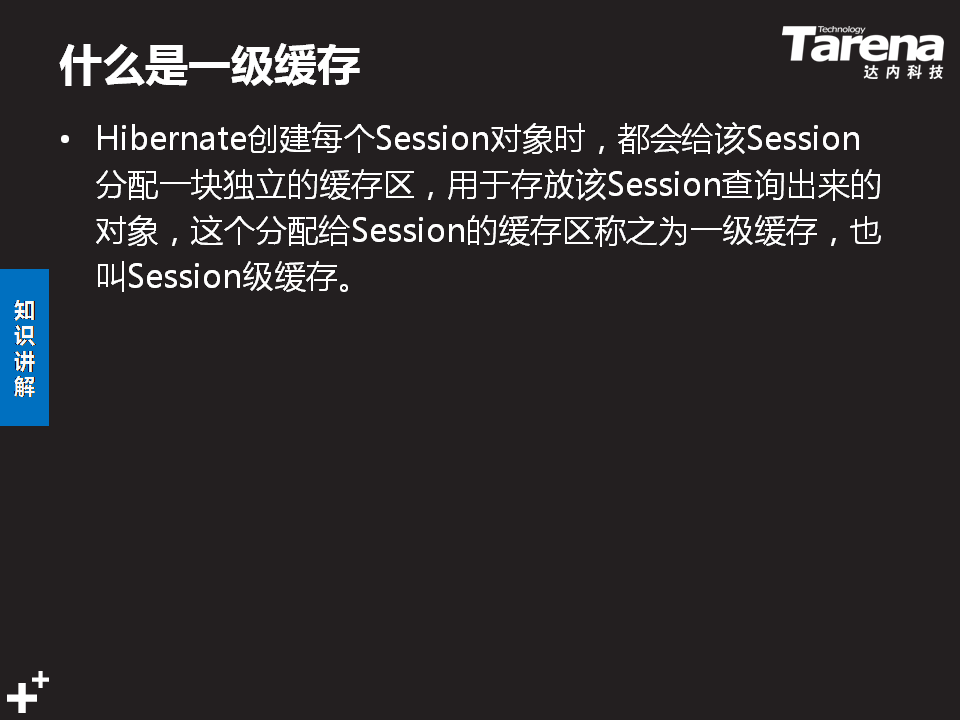 什么是一级缓存
Technology
Tarena
达内科技
• Hibernate创建每个Session对象时，都会给该Session
分配一块独立的缓存区，用于存放该Session查询出来的
对象，这个分配给Session的缓存区称之为一级缓存，也
叫Session级缓存。
知
识
讲
解